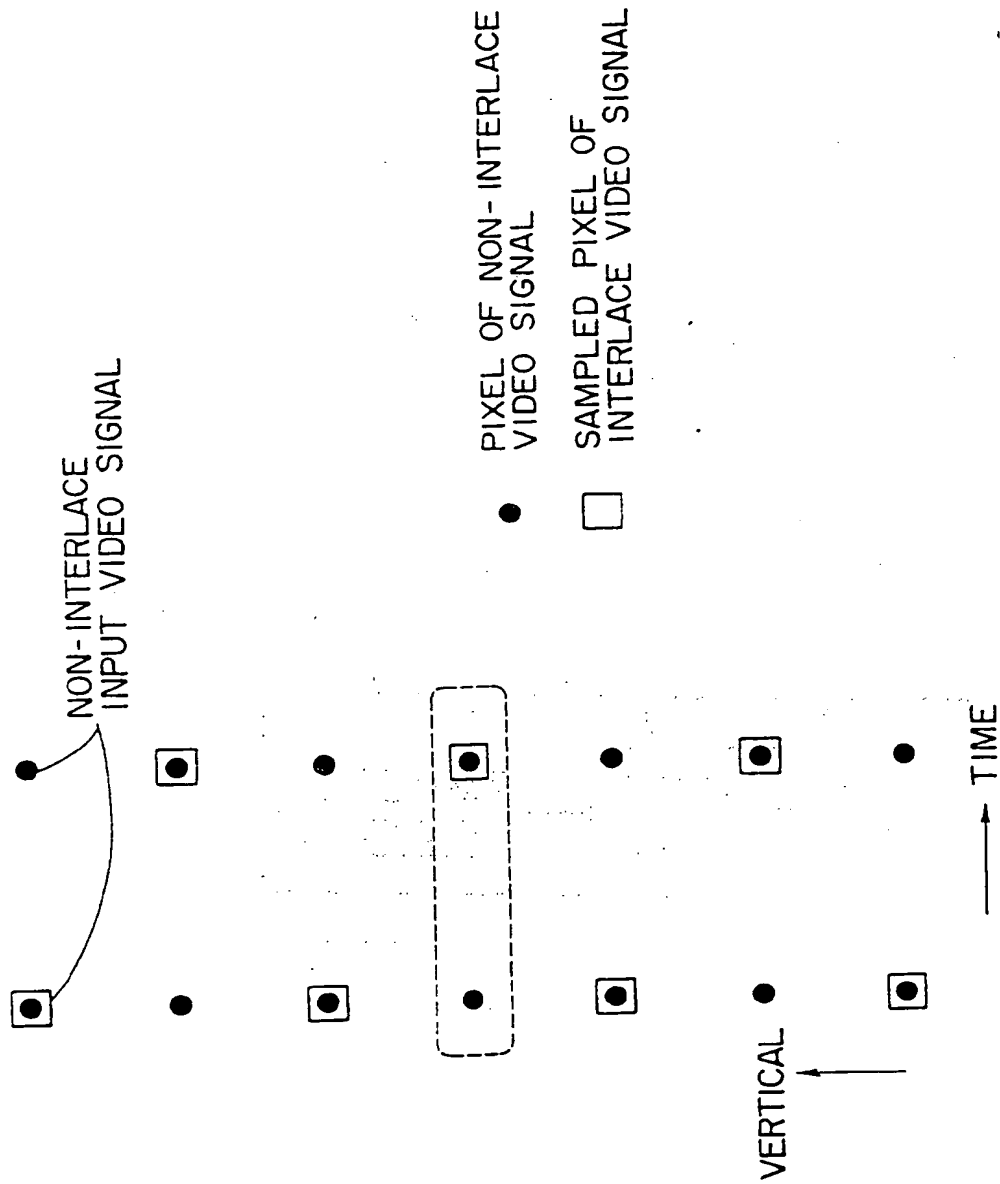 NON-INTERLACE
INPUT VIDEO SIGNAL
PIXEL OF NON-INTERLACE
VIDEO SIGNAL
SAMPLED PIXEL OF
INTERLACE VIDEO SIGNAL
VERTICAL
TIME